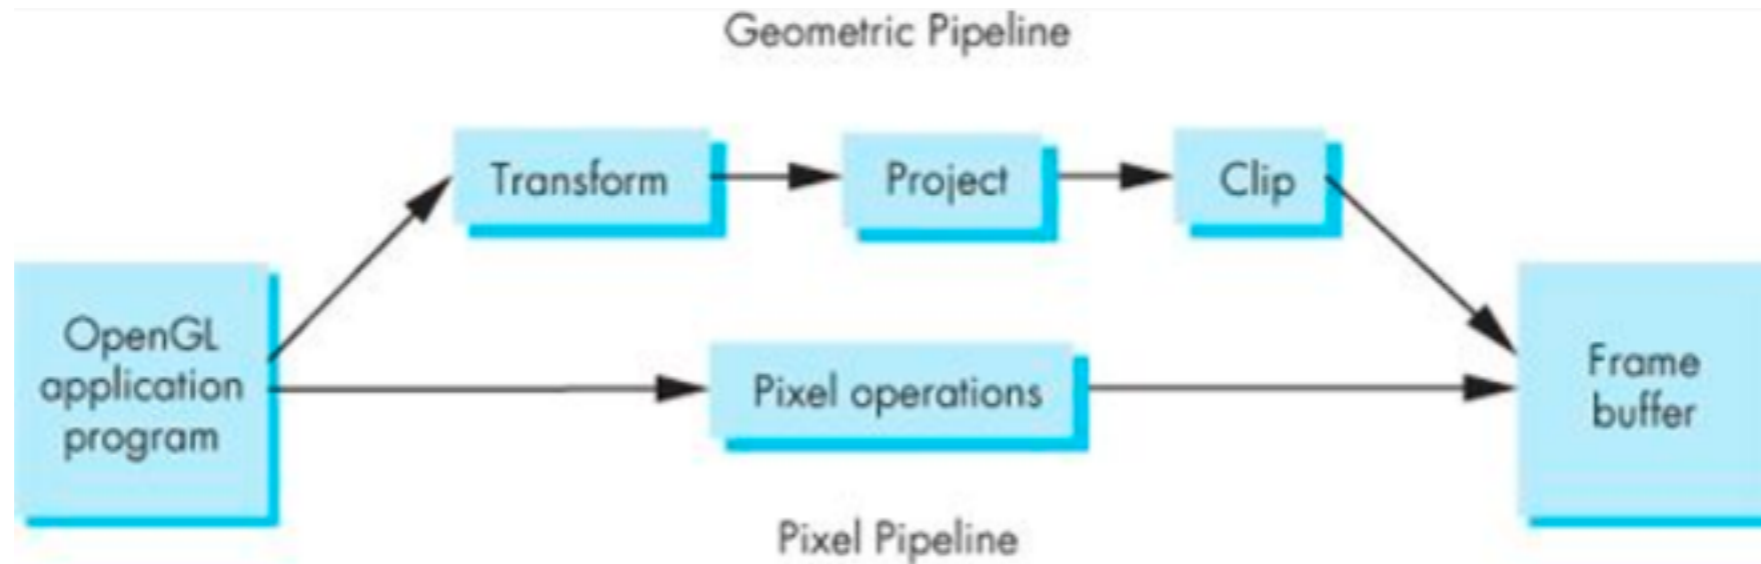 Geometric Pipeline
Transform
Project
Clip
OpenGL
application
program
Pixel operations
Frame
buffer
Pixel Pipeline